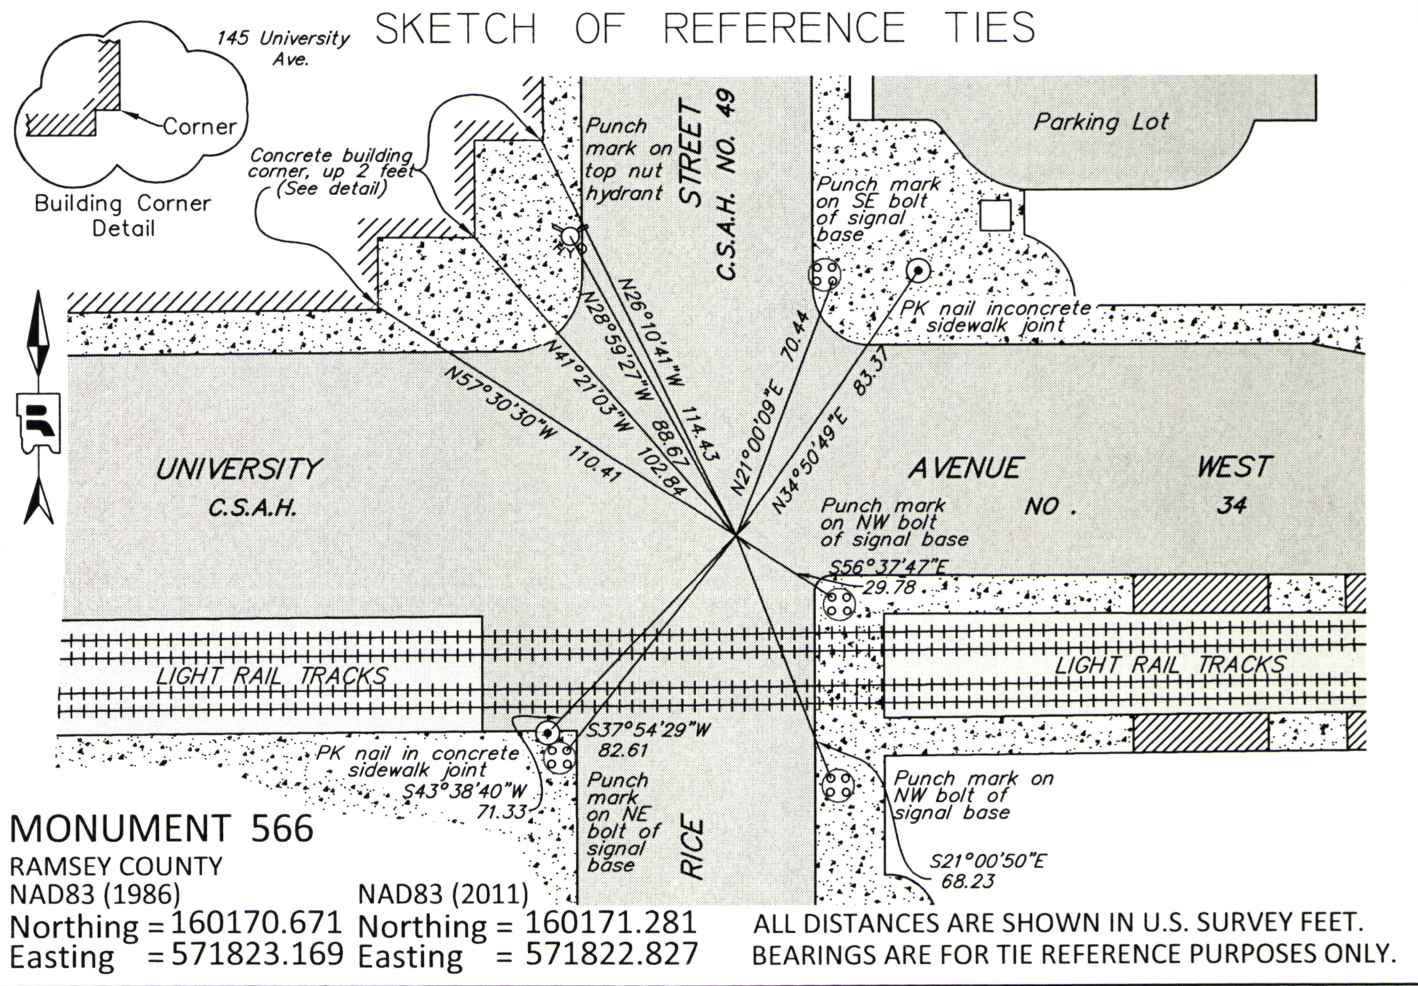 SKETCH OF REFERENCE TIES
145 University
Ave.
Corner
Building Corner
Detail
Concrete building
corner, up 2 feet
(See detail)
Punch
mark on
top nut
hydrant
STREET
C.S.A.H. NO. 49
Parking Lot
Punch mark
on SE bolt
of signal
base
PK nail inconcrete
sidewalk joint
HYD
N26°10'41"W 114.43
N28°59'27"W 88.67
N41°21'03"W 102.84
N57°30'30"W 110.41
N21°00'09"E 70.44
N34°50'49"E 83.37
UNIVERSITY
C.S.A.H.
AVENUE WEST
NO. 34
Punch mark
on NW bolt
of signal base
S56°37'47"E
29.78
LIGHT RAIL TRACKS
LIGHT RAIL TRACKS
S37°54'29"W
82.61
PK nail in concrete
sidewalk joint
S43°38'40"W
71.33
Punch
mark
on NE
bolt of
signal
base
RICE
Punch mark on
NW bolt of
signal base
S21°00'50"E
68.23
MONUMENT 566
RAMSEY COUNTY
NAD83 (1986)
Northing = 160170.671
Easting = 571823.169
NAD83 (2011)
Northing = 160171.281
Easting = 571822.827
ALL DISTANCES ARE SHOWN IN U.S. SURVEY FEET.
BEARINGS ARE FOR TIE REFERENCE PURPOSES ONLY.